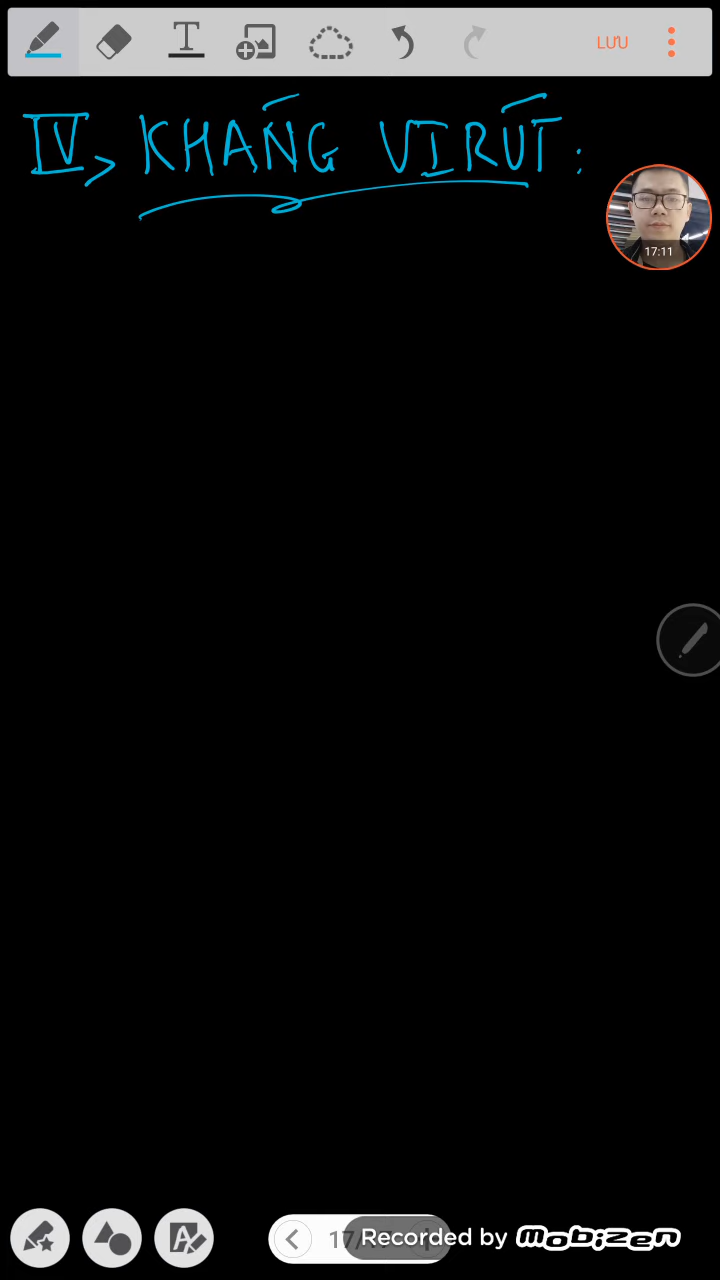 T
LƯU
IV, KHÁNG VIRÚT :
17:11
A
Recorded by mobizen